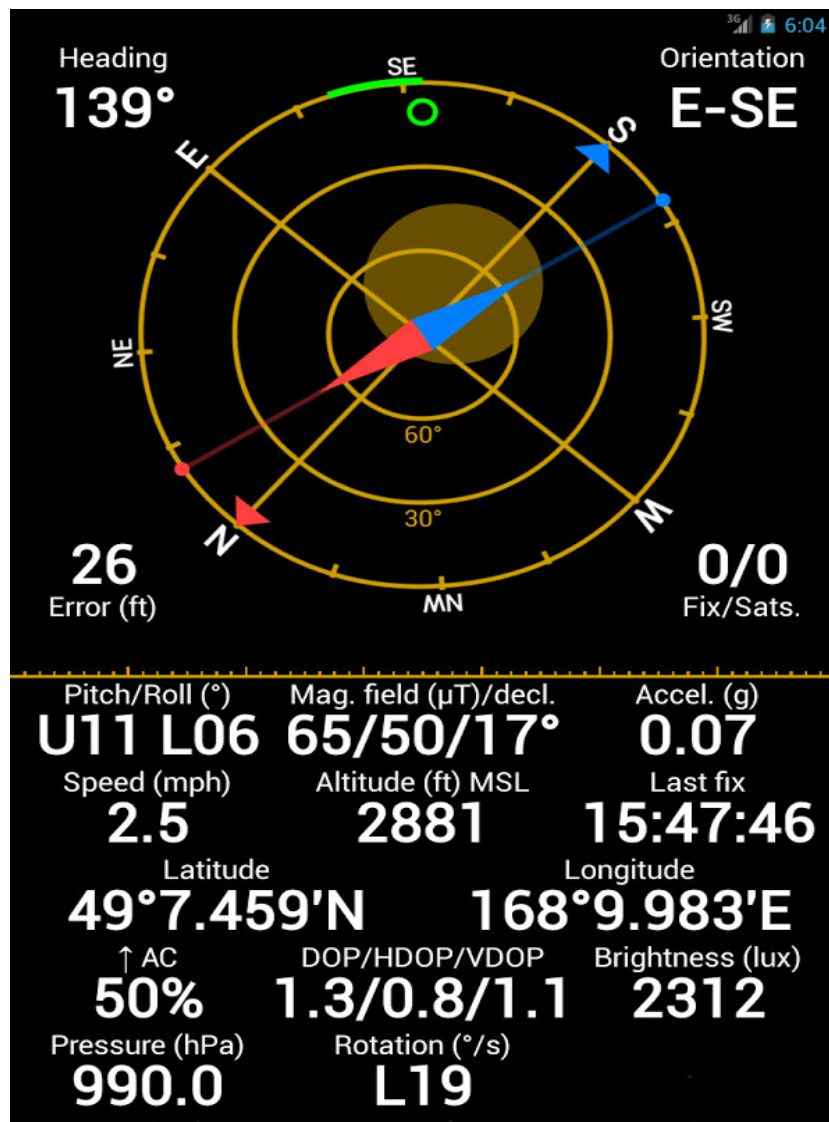 3G 6:04
Heading
139°
Orientation
E-SE
SE
S
E
SW
NE
60°
30°
N
W
NW
26
Error (ft)
0/0
Fix/Sats.
Pitch/Roll (°) Mag. field (µT)/decl. Accel. (g)
U11 L06 65/50/17° 0.07
Speed (mph) Altitude (ft) MSL Last fix
2.5 2881 15:47:46
Latitude Longitude
49°7.459'N 168°9.983'E
↑ AC DOP/HDOP/VDOP Brightness (lux)
50% 1.3/0.8/1.1 2312
Pressure (hPa) Rotation (°/s)
990.0 L19